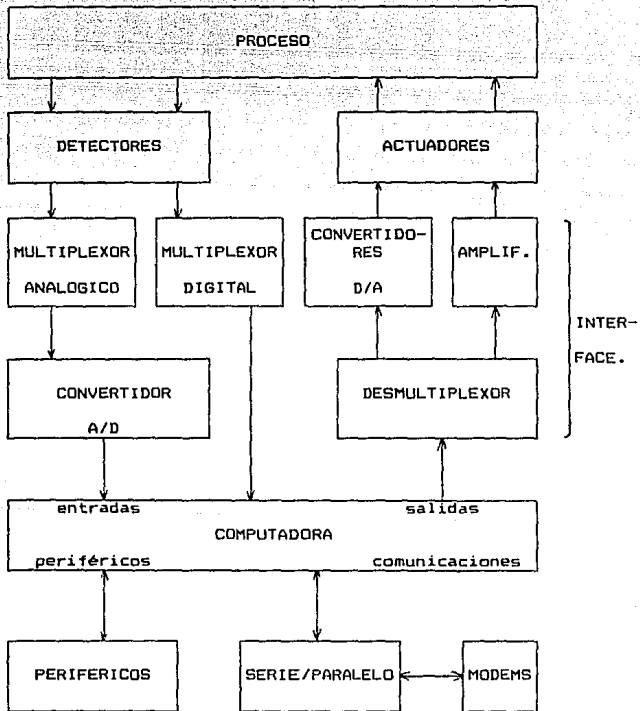 PROCESO
DETECTORES
ACTUADORES
MULTIPLEXOR
ANALOGICO
MULTIPLEXOR
DIGITAL
CONVERTIDO-
RES
D/A
AMPLIF.
INTER-
FACE.
CONVERTIDOR
A/D
DESMULTIPLEXOR
entradas
salidas
COMPUTADORA
periféricos
comunicaciones
PERIFERICOS
SERIE/PARALELO
MODEMS